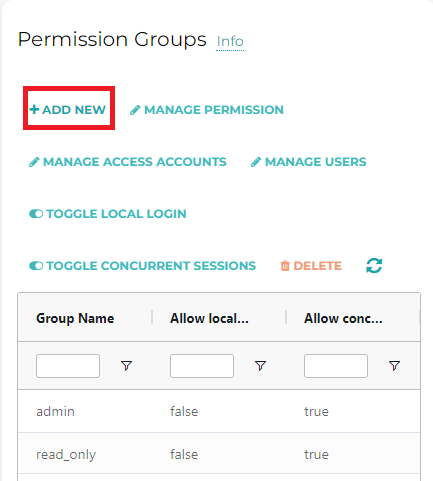 Permission Groups Info
+ ADD NEW MANAGE PERMISSION
MANAGE ACCESS ACCOUNTS MANAGE USERS
TOGGLE LOCAL LOGIN
TOGGLE CONCURRENT SESSIONS DELETE
Group Name Allow local... Allow conc...
admin false true
read_only false true